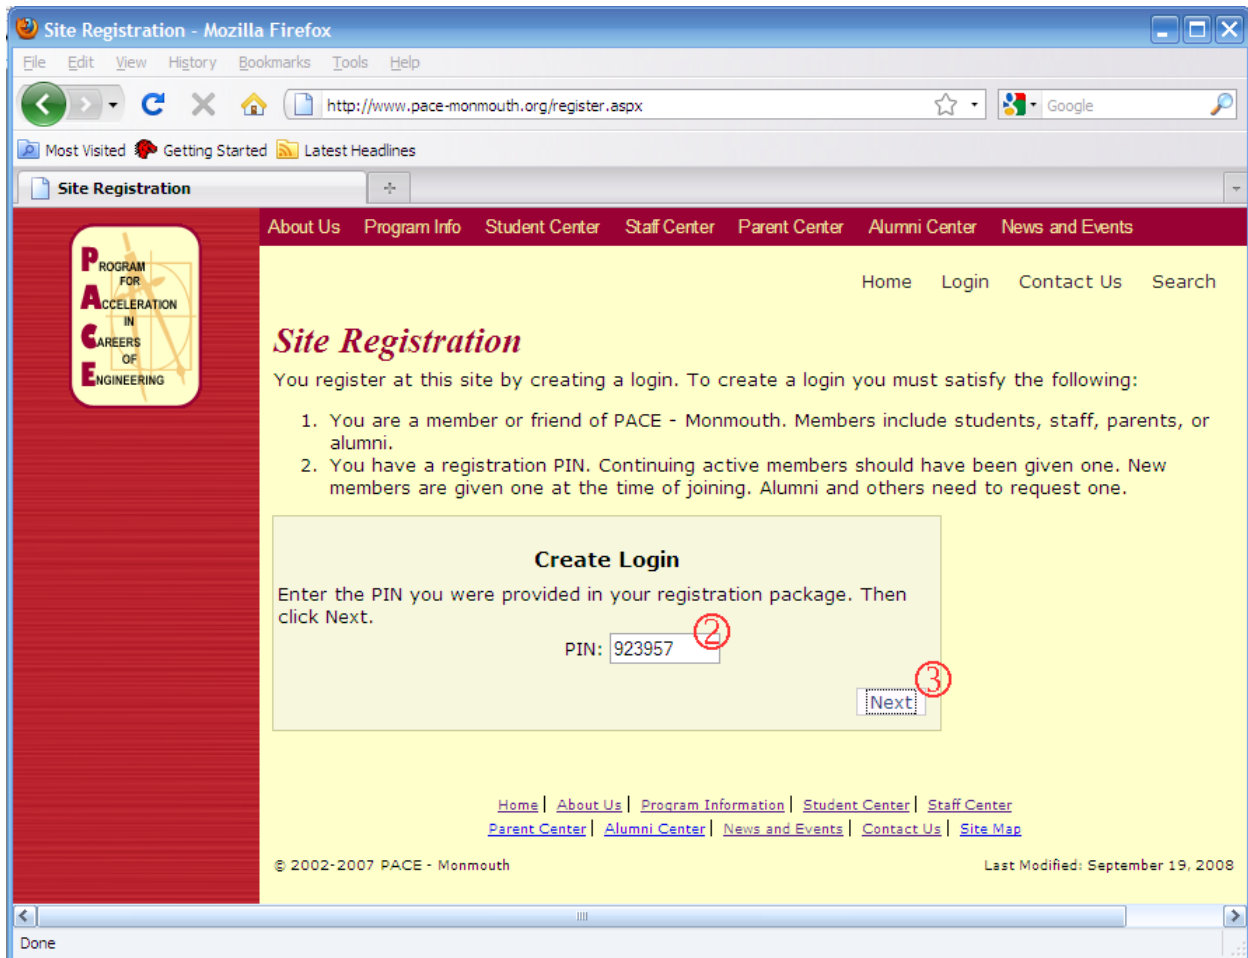 Site Registration - Mozilla Firefox
File Edit View History Bookmarks Tools Help
http://www.pace-monmouth.org/register.aspx Google
Most Visited Getting Started Latest Headlines
Site Registration
About Us Program Info Student Center Staff Center Parent Center Alumni Center News and Events
PROGRAM
FOR
ACCELERATION
IN
CAREERS
OF
ENGINEERING
Home Login Contact Us Search
Site Registration
You register at this site by creating a login. To create a login you must satisfy the following:
1. You are a member or friend of PACE - Monmouth. Members include students, staff, parents, or
alumni.
2. You have a registration PIN. Continuing active members should have been given one. New
members are given one at the time of joining. Alumni and others need to request one.
Create Login
Enter the PIN you were provided in your registration package. Then
click Next.
2
PIN: 923957
3
Next
Home | About Us | Program Information | Student Center | Staff Center
Parent Center | Alumni Center | News and Events | Contact Us | Site Map
© 2002-2007 PACE - Monmouth Last Modified: September 19, 2008
Done